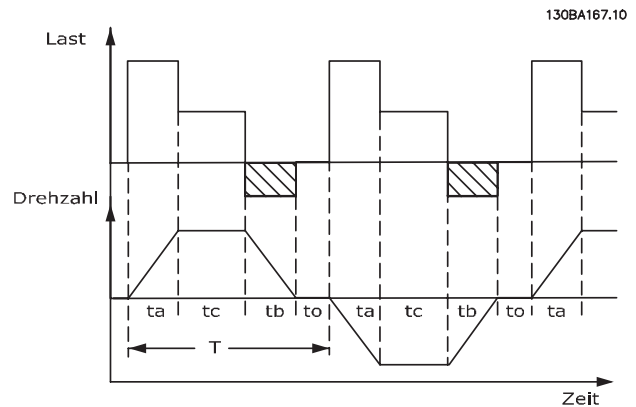 130BA167.10
Last
Drehzahl
ta tc tb to ta tc tb to ta
T
Zeit